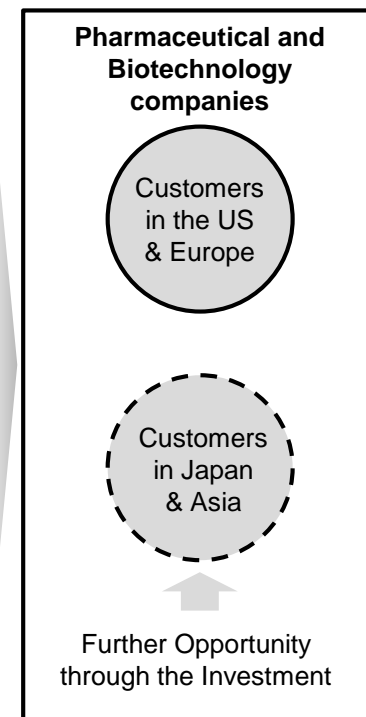 Pharmaceutical and
Biotechnology
companies
Customers
in the US
& Europe
Customers
in Japan
& Asia
Further Opportunity
through the Investment